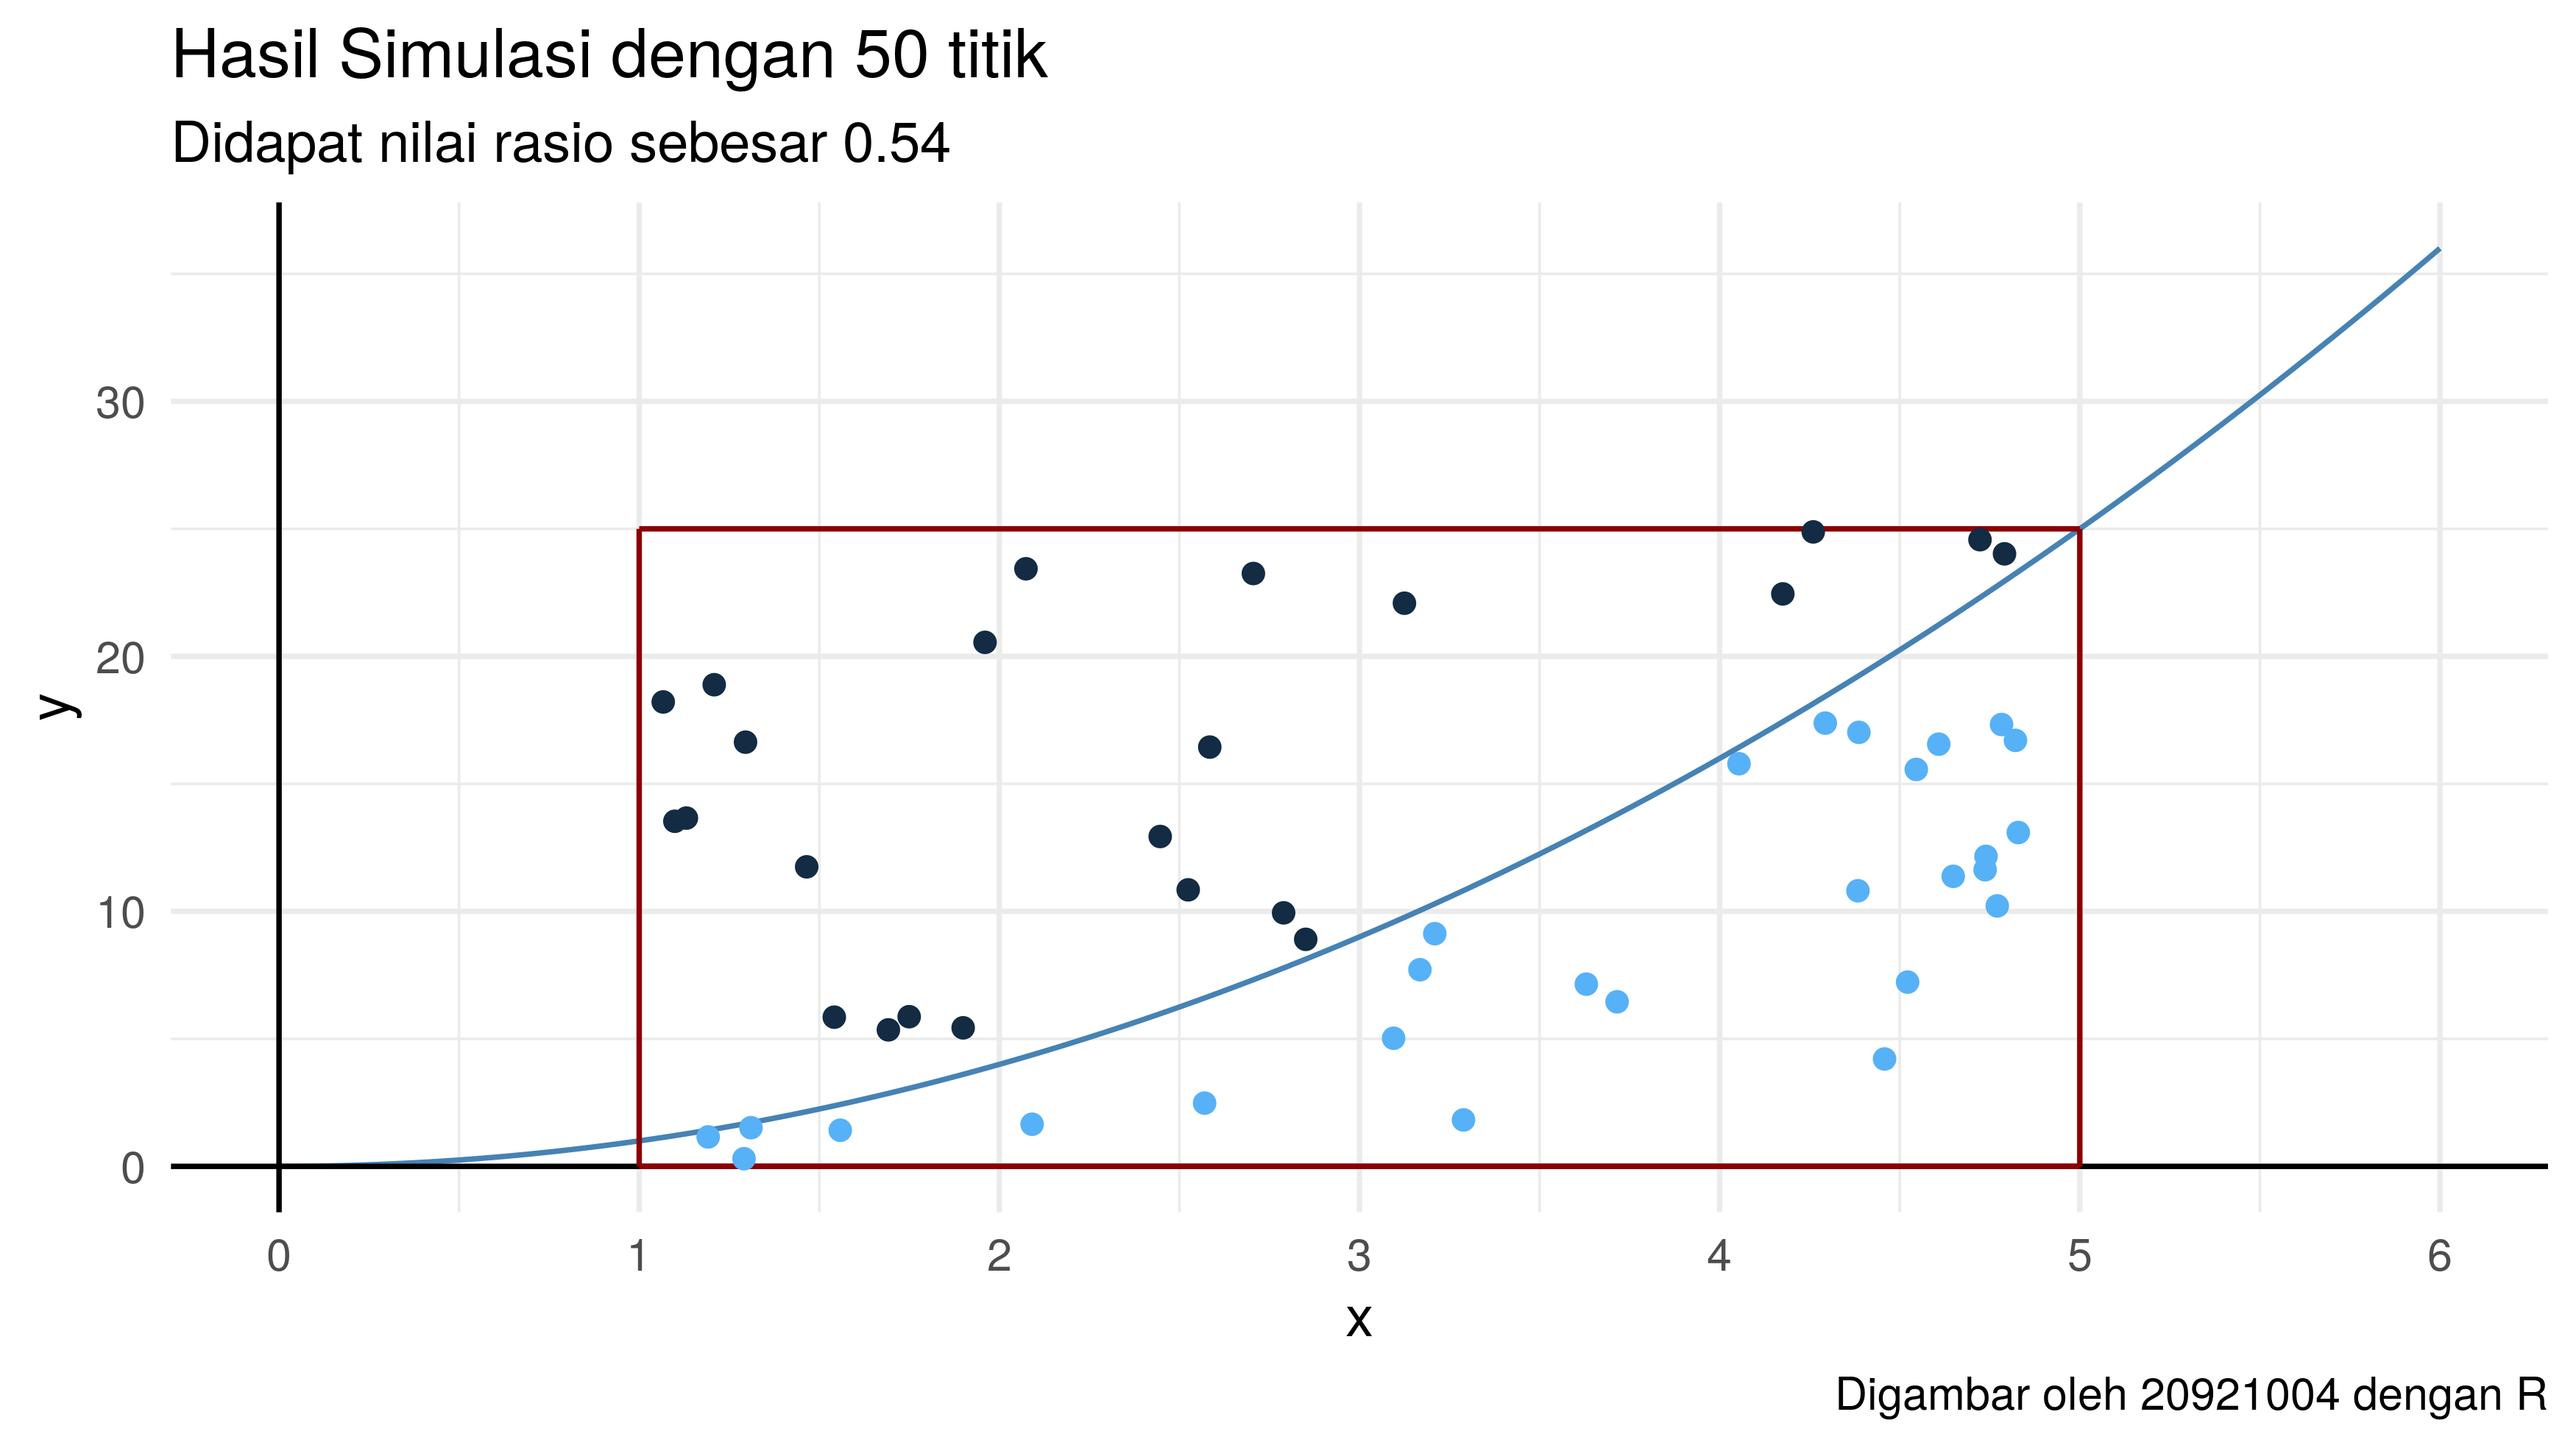 Hasil Simulasi dengan 50 titik
Didapat nilai rasio sebesar 0.54
30
20
10
0
y
0 1 2 3 4 5 6
x
Digambar oleh 20921004 dengan R